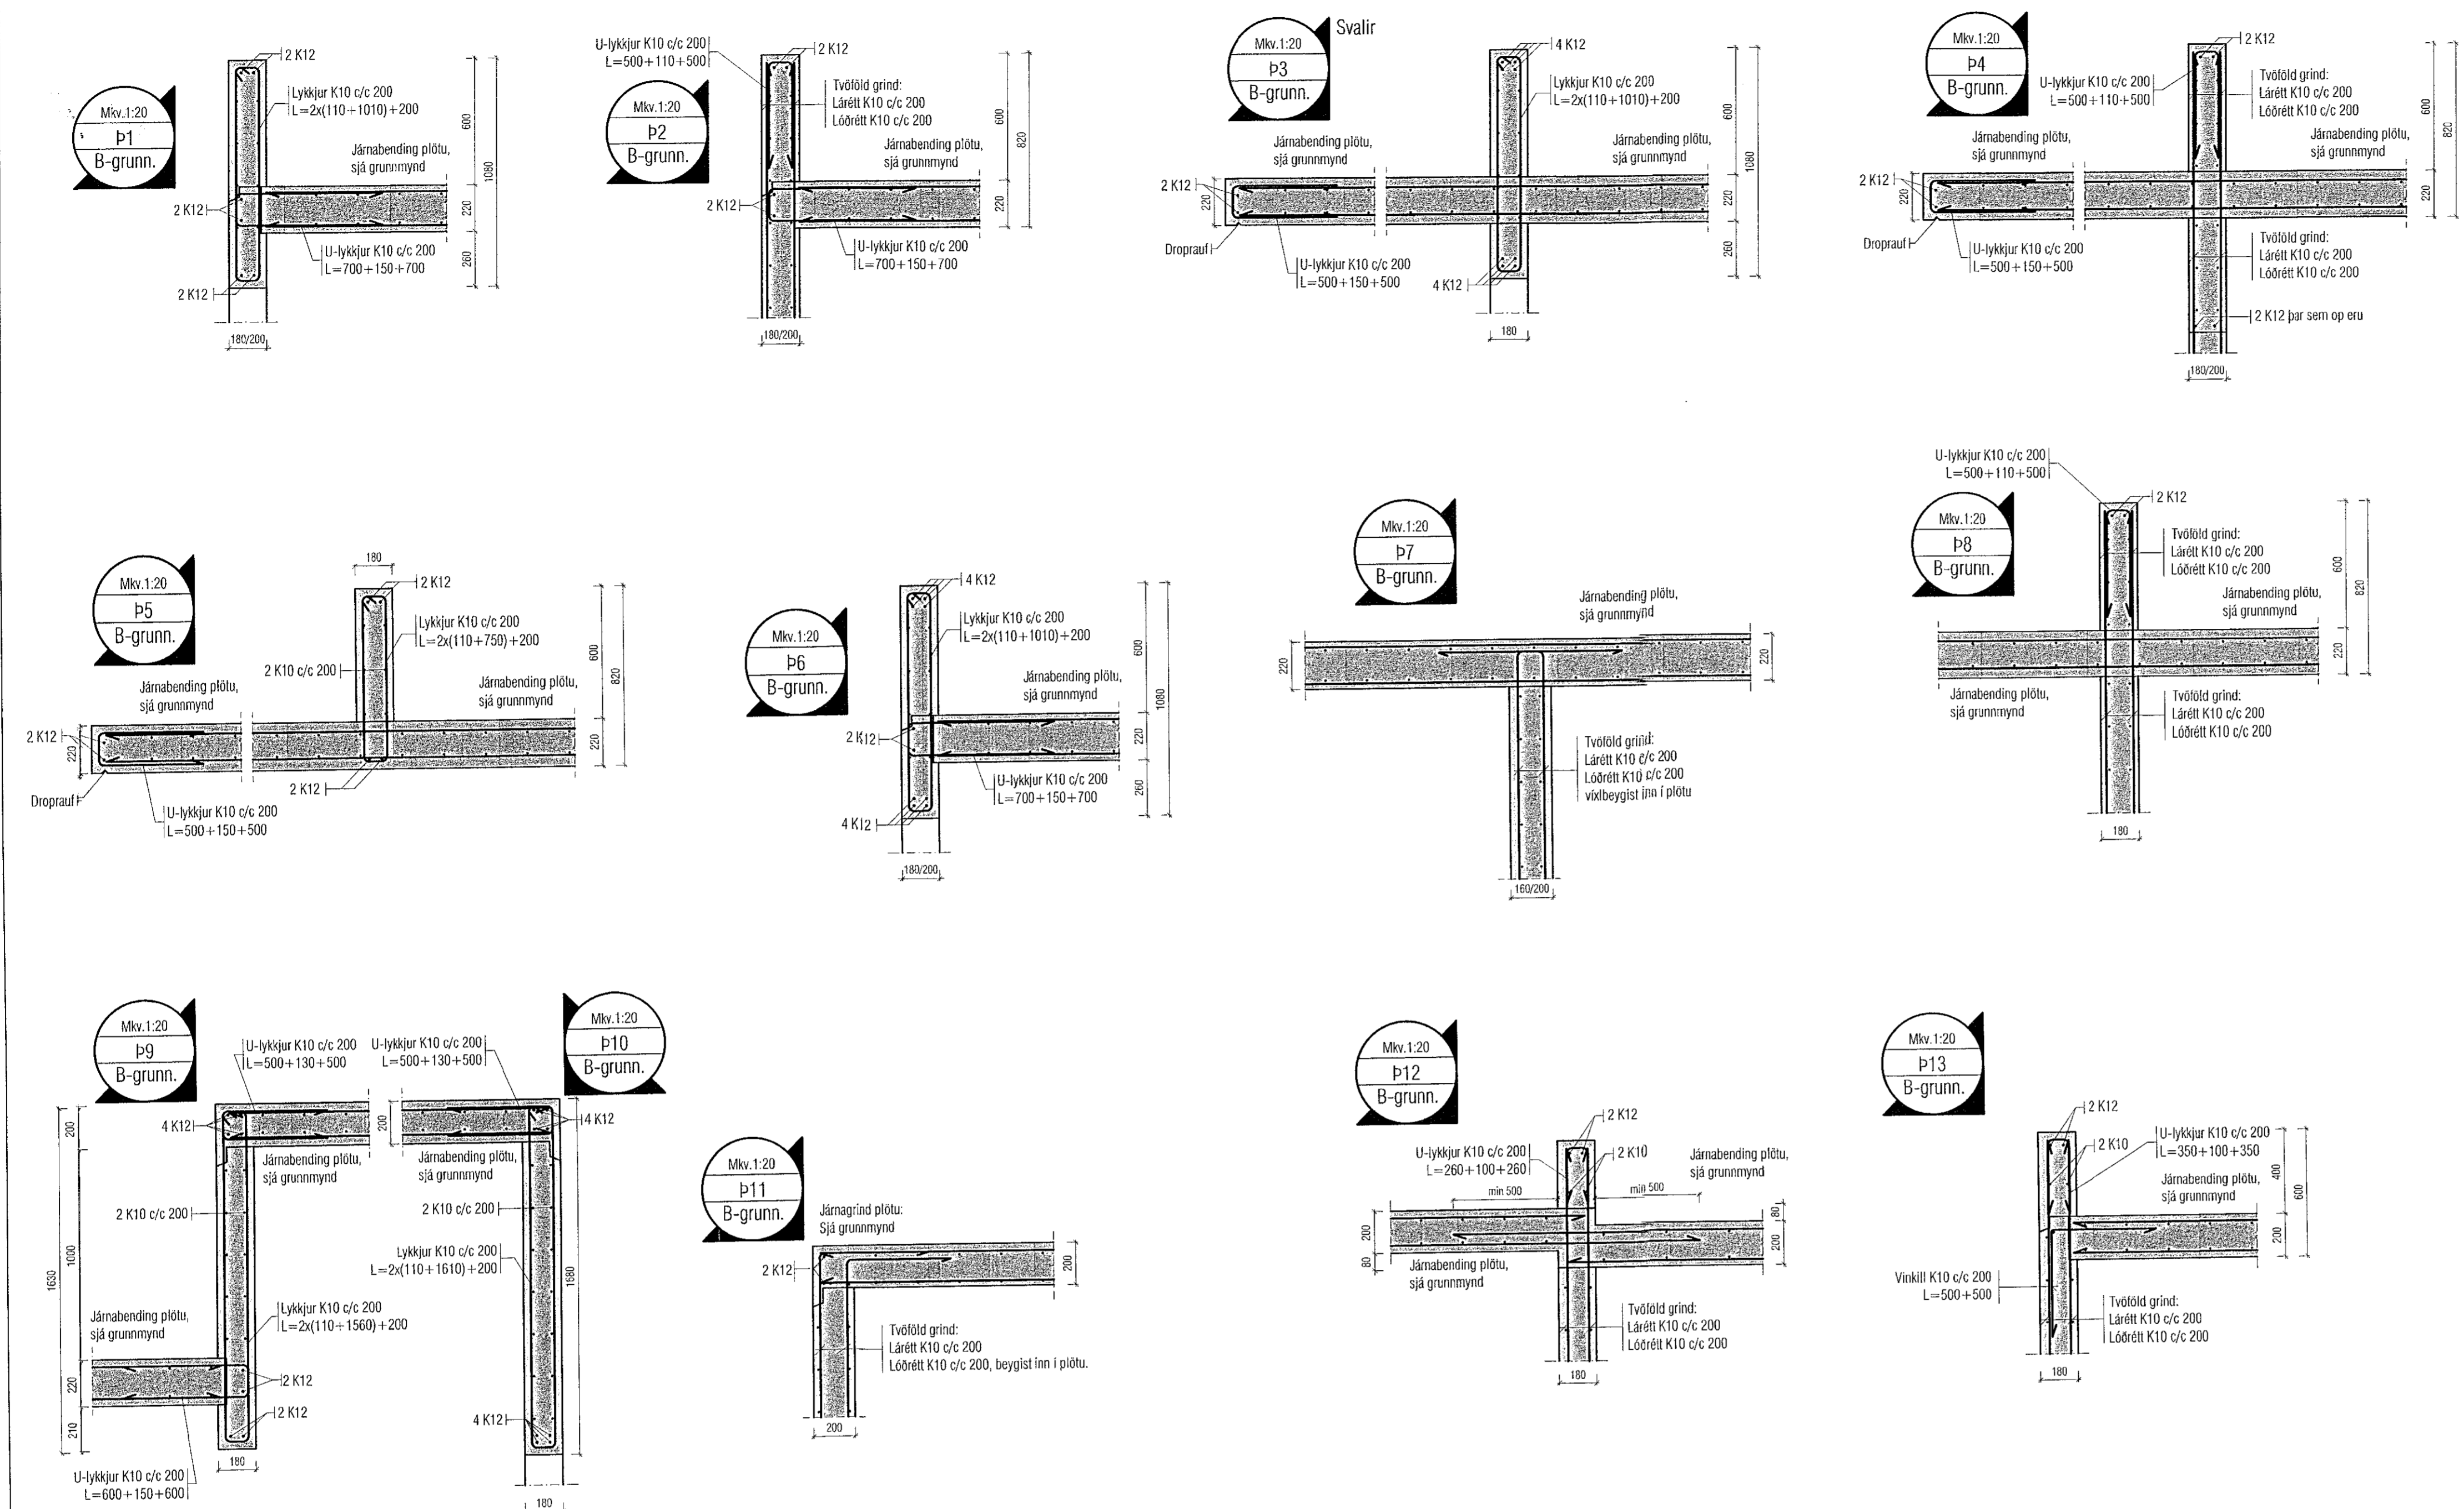 Mkv.1:20
Þ1
B-grunn.
2 K12
Lykkjur K10 c/c 200
L=2x(110+1010)+200
Járnabending plötu,
sjá grunnmynd
2 K12
U-lykkjur K10 c/c 200
L=700+150+700
2 K12
180/200
600
220
260
1080
Mkv.1:20
Þ2
B-grunn.
U-lykkjur K10 c/c 200
L=500+110+500
2 K12
Tvöföld grind:
Lárétt K10 c/c 200
Lóðrétt K10 c/c 200
Járnabending plötu,
sjá grunnmynd
2 K12
U-lykkjur K10 c/c 200
L=700+150+700
180/200
600
220
820
Mkv.1:20
Þ3
B-grunn.
Svalir
4 K12
Lykkjur K10 c/c 200
L=2x(110+1010)+200
Járnabending plötu,
sjá grunnmynd
Járnabending plötu,
sjá grunnmynd
2 K12
220
Droprauf
U-lykkjur K10 c/c 200
L=500+150+500
4 K12
180
600
220
260
1080
Mkv.1:20
Þ4
B-grunn.
2 K12
U-lykkjur K10 c/c 200
L=500+110+500
Tvöföld grind:
Lárétt K10 c/c 200
Lóðrétt K10 c/c 200
Járnabending plötu,
sjá grunnmynd
Járnabending plötu,
sjá grunnmynd
2 K12
220
Droprauf
U-lykkjur K10 c/c 200
L=500+150+500
Tvöföld grind:
Lárétt K10 c/c 200
Lóðrétt K10 c/c 200
2 K12 þar sem op eru
180/200
600
220
820
Mkv.1:20
Þ5
B-grunn.
180
2 K12
Lykkjur K10 c/c 200
L=2x(110+750)+200
2 K10 c/c 200
Járnabending plötu,
sjá grunnmynd
Járnabending plötu,
sjá grunnmynd
2 K12
220
Droprauf
2 K12
U-lykkjur K10 c/c 200
L=500+150+500
600
220
820
Mkv.1:20
Þ6
B-grunn.
4 K12
Lykkjur K10 c/c 200
L=2x(110+1010)+200
Járnabending plötu,
sjá grunnmynd
2 K12
U-lykkjur K10 c/c 200
L=700+150+700
4 K12
180/200
600
220
260
1080
Mkv.1:20
Þ7
B-grunn.
Járnabending plötu,
sjá grunnmynd
220
220
Tvöföld grind:
Lárétt K10 c/c 200
Lóðrétt K10 c/c 200
víxlbeygist inn í plötu
160/200
Mkv.1:20
Þ8
B-grunn.
U-lykkjur K10 c/c 200
L=500+110+500
2 K12
Tvöföld grind:
Lárétt K10 c/c 200
Lóðrétt K10 c/c 200
Járnabending plötu,
sjá grunnmynd
Járnabending plötu,
sjá grunnmynd
Tvöföld grind:
Lárétt K10 c/c 200
Lóðrétt K10 c/c 200
180
600
220
820
Mkv.1:20
Þ9
B-grunn.
U-lykkjur K10 c/c 200
L=500+130+500
4 K12
Járnabending plötu,
sjá grunnmynd
2 K10 c/c 200
Járnabending plötu,
sjá grunnmynd
Lykkjur K10 c/c 200
L=2x(110+1560)+200
2 K12
2 K12
U-lykkjur K10 c/c 200
L=600+150+600
180
200
1000
220
210
1630
Mkv.1:20
Þ10
B-grunn.
U-lykkjur K10 c/c 200
L=500+130+500
200
4 K12
Járnabending plötu,
sjá grunnmynd
2 K10 c/c 200
Lykkjur K10 c/c 200
L=2x(110+1610)+200
4 K12
1680
180
Mkv.1:20
Þ11
B-grunn.
Járnagrind plötu:
Sjá grunnmynd
2 K12
200
Tvöföld grind:
Lárétt K10 c/c 200
Lóðrétt K10 c/c 200, beygist inn í plötu.
200
Mkv.1:20
Þ12
B-grunn.
2 K12
U-lykkjur K10 c/c 200
L=260+100+260
2 K10
Járnabending plötu,
sjá grunnmynd
min 500
min 500
200
80
80
200
Járnabending plötu,
sjá grunnmynd
Tvöföld grind:
Lárétt K10 c/c 200
Lóðrétt K10 c/c 200
180
Mkv.1:20
Þ13
B-grunn.
2 K12
2 K10
U-lykkjur K10 c/c 200
L=350+100+350
Járnabending plötu,
sjá grunnmynd
Vinkill K10 c/c 200
L=500+500
Tvöföld grind:
Lárétt K10 c/c 200
Lóðrétt K10 c/c 200
180
400
200
600